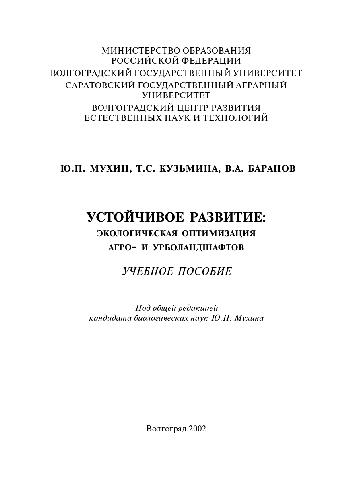 МИНИСТЕРСТВО ОБРАЗОВАНИЯ
РОССИЙСКОЙ ФЕДЕРАЦИИ
ВОЛГОГРАДСКИЙ ГОСУДАРСТВЕННЫЙ УНИВЕРСИТЕТ
САРАТОВСКИЙ ГОСУДАРСТВЕННЫЙ АГРАРНЫЙ
УНИВЕРСИТЕТ
ВОЛГОГРАДСКИЙ ЦЕНТР РАЗВИТИЯ
ЕСТЕСТВЕННЫХ НАУК И ТЕХНОЛОГИЙ
Ю.П. МУХИН, Т.С. КУЗЬМИНА, В.А. БАРАНОВ
УСТОЙЧИВОЕ РАЗВИТИЕ:
ЭКОЛОГИЧЕСКАЯ ОПТИМИЗАЦИЯ
АГРО- И УРБОЛАНДШАФТОВ
УЧЕБНОЕ ПОСОБИЕ
Под общей редакцией
кандидата биологических наук Ю.П. Мухина
Волгоград 2002